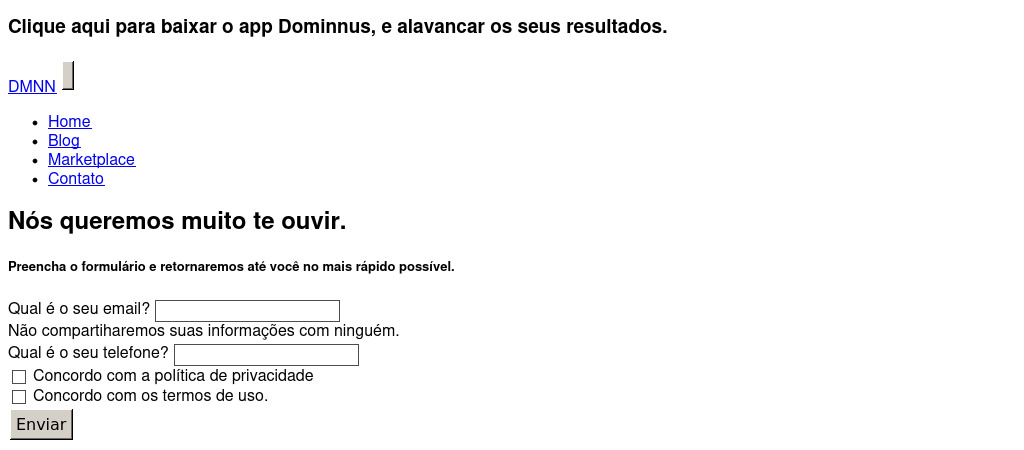 Clique aqui para baixar o app Dominnus, e alavancar os seus resultados.
DMNN
Home
Blog
Marketplace
Contato
Nós queremos muito te ouvir.
Preencha o formulário e retornaremos até você no mais rápido possível.
Qual é o seu email?
Não compartilharemos suas informações com ninguém.
Qual é o seu telefone?
Concordo com a política de privacidade
Concordo com os termos de uso.
Enviar